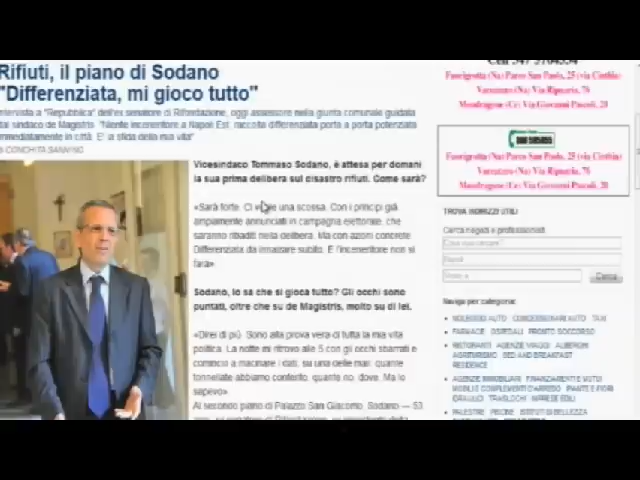 Rifiuti, il piano di Sodano
"Differenziata, mi gioco tutto"
Intervista a "Repubblica" dell'ex senatore di Rifondazione, oggi assessore nella giunta comunale guidata
dal sindaco de Magistris "Niente inceneritore a Napoli Est raccolta differenziata porta a porta potenziata
immediatamente in città. E' la sfida della mia vita"
CONCHITA SANNINO
Vicesindaco Tommaso Sodano, è attesa per domani
la sua prima delibera sul disastro rifiuti. Come sarà?
«Sarà forte. Ci vuole una scossa. Con i principi già
ampiamente annunciati in campagna elettorale, che
saranno ribaditi nella delibera. Ma con azioni concrete
Differenziata da innalzare subito. E l'inceneritore non si
farà»
Sodano, lo sa che si gioca tutto? Gli occhi sono
puntati, oltre che su de Magistris, molto su di lei.
«Direi di più. Sono alla prova vera di tutta la mia vita
politica. La notte mi ritrovo alle 5 con gli occhi sbarrati e
comincio a macinare i dati, su una delle mail: quante
tonnellate abbiamo conferito, quanto no, dove. Ma lo
sapevo»
Al secondo piano di Palazzo San Giacomo, Sodano — 53
Fuorigrotta (Na) Parco San Paolo, 25 (via Cinthia)
Varcaturo (Na) Via Ripuaria, 76
Mondragone (Ce) Via Giovanni Pascoli, 28
Fuorigrotta (Na) Parco San Paolo, 25 (via Cinthia)
Varcaturo (Na) Via Ripuaria, 76
Mondragone (Ce) Via Giovanni Pascoli, 28
TROVA INDIRIZZI UTILI
Cerca negozi e professionisti
Cosa vuoi cercare?
Cerca
Naviga per categoria:
NOLEGGIO AUTO CONCESSIONARI AUTO TAXI
FARMACIE OSPEDALI PRONTO SOCCORSO
RISTORANTI AGENZIE VIAGGI ALBERGHI
AGRITURISMO BED AND BREAKFAST
RESIDENCE
AGENZIE IMMOBILIARI FINANZIAMENTI E MUTUI
MOBILI E COMPLEMENTI D'ARREDO PIANTE E FIORI
IDRAULICI TRASLOCHI IMPRESE EDILI
PALESTRE PISCINE ISTITUTI DI BELLEZZA